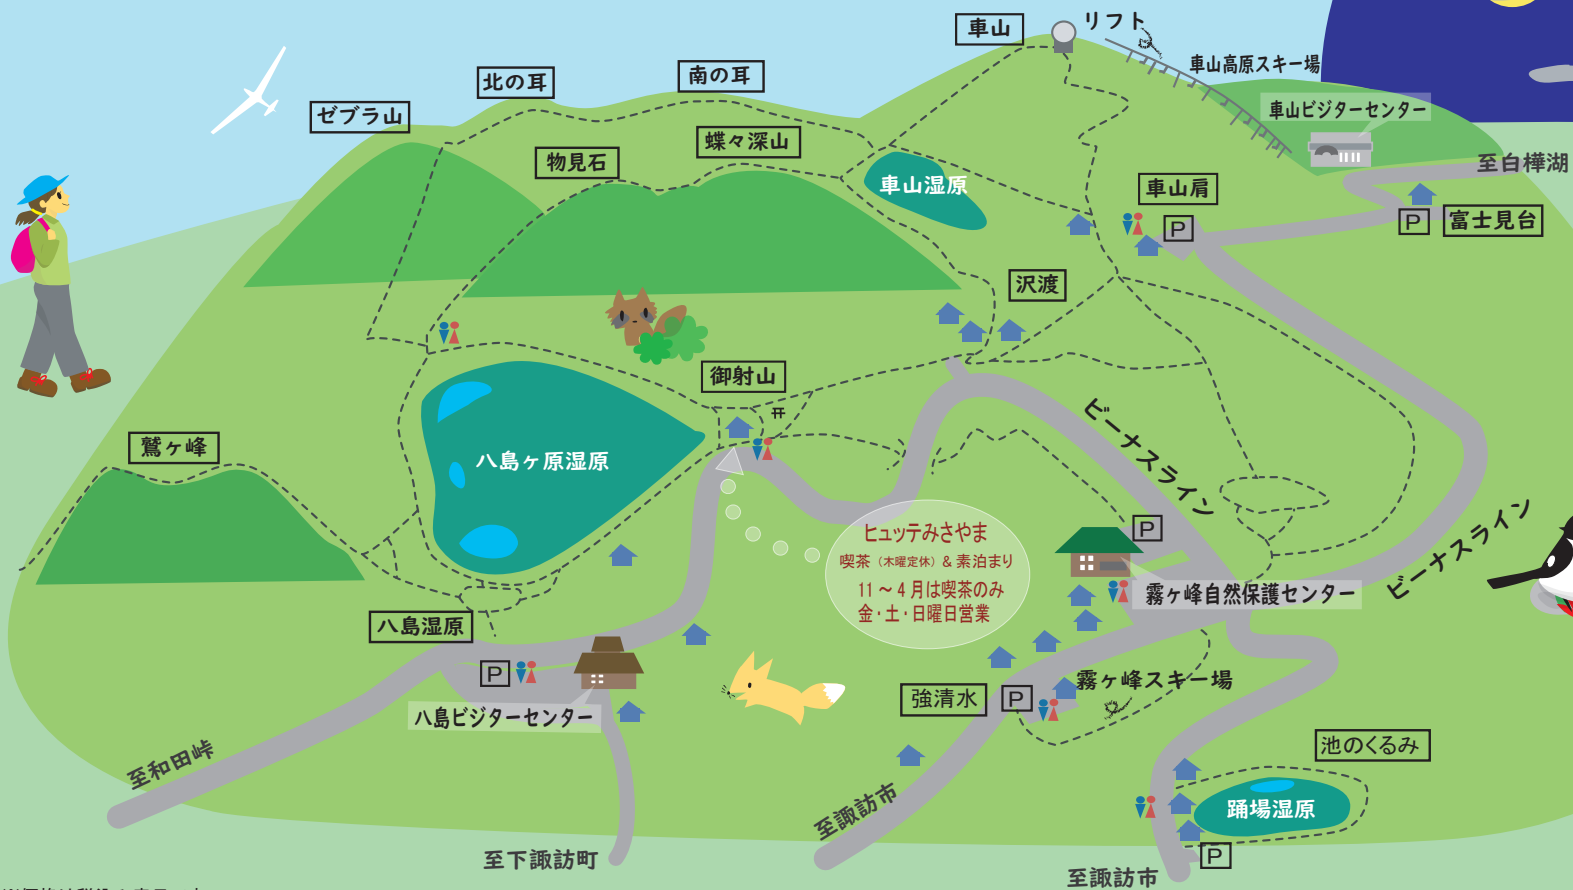 車山
リフト
車山高原スキー場
北の耳
南の耳
ゼブラ山
車山ビジターセンター
物見石
蝶々深山
至白樺湖
車山湿原
車山肩
P
P
富士見台
沢渡
御射山
ビーナスライン
鷲ヶ峰
八島ヶ原湿原
ビーナスライン
ヒュッテみさやま
喫茶（木曜定休）& 素泊まり
11 ～ 4 月は喫茶のみ
金・土・日曜日営業
P
霧ヶ峰自然保護センター
八島湿原
P
霧ヶ峰スキー場
強清水
P
八島ビジターセンター
池のくるみ
至和田峠
踊場湿原
至諏訪市
至下諏訪町
P
至諏訪市